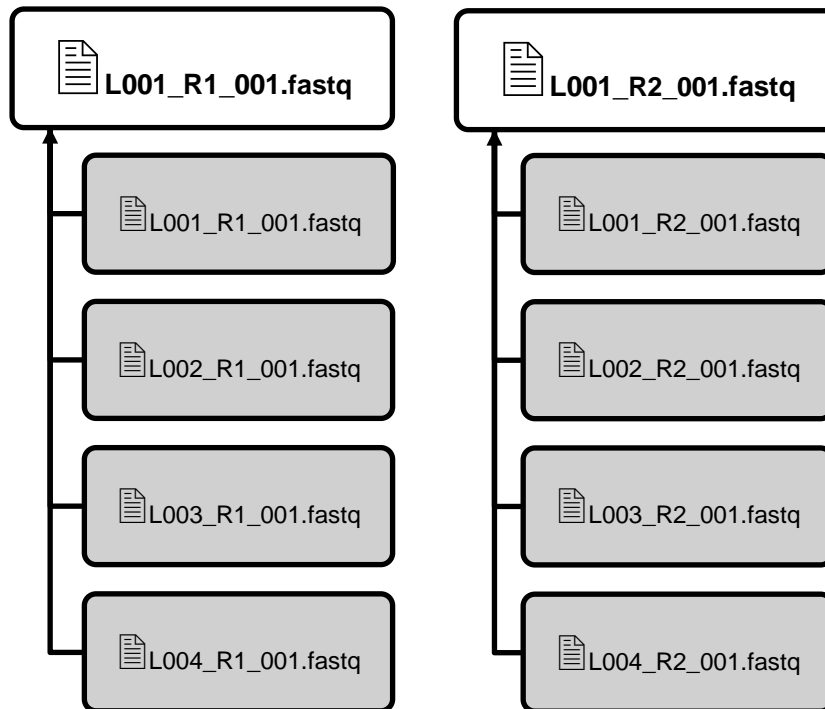 L001_R1_001.fastq
L001_R1_001.fastq
L002_R1_001.fastq
L003_R1_001.fastq
L004_R1_001.fastq
L001_R2_001.fastq
L001_R2_001.fastq
L002_R2_001.fastq
L003_R2_001.fastq
L004_R2_001.fastq